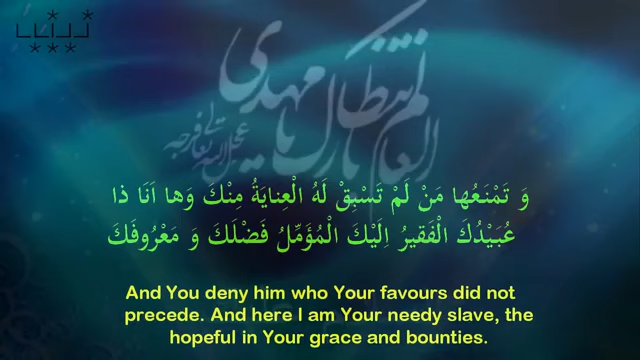 وَ تَمْنَعُها مَنْ لَمْ تَسْبِقْ لَهُ الْعِنايَةُ مِنْكَ وَها اَنَا ذا
عُبَيْدُكَ الْفَقيرُ اِلَيْكَ الْمُؤَمِّلُ فَضْلَكَ وَ مَعْرُوفَكَ
And You deny him who Your favours did not
precede. And here I am Your needy slave, the
hopeful in Your grace and bounties.